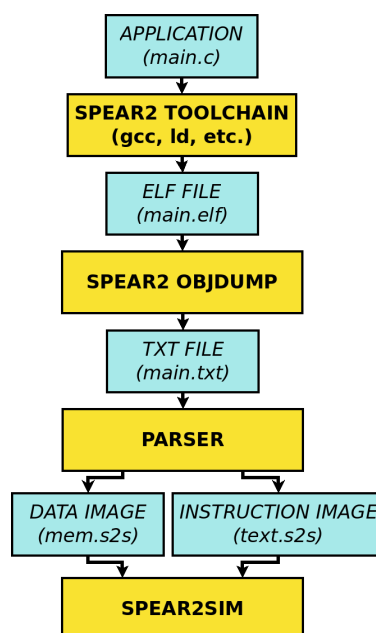 APPLICATION
(main.c)
SPEAR2 TOOLCHAIN
(gcc, ld, etc.)
ELF FILE
(main.elf)
SPEAR2 OBJDUMP
TXT FILE
(main.txt)
PARSER
DATA IMAGE
(mem.s2s)
INSTRUCTION IMAGE
(text.s2s)
SPEAR2SIM